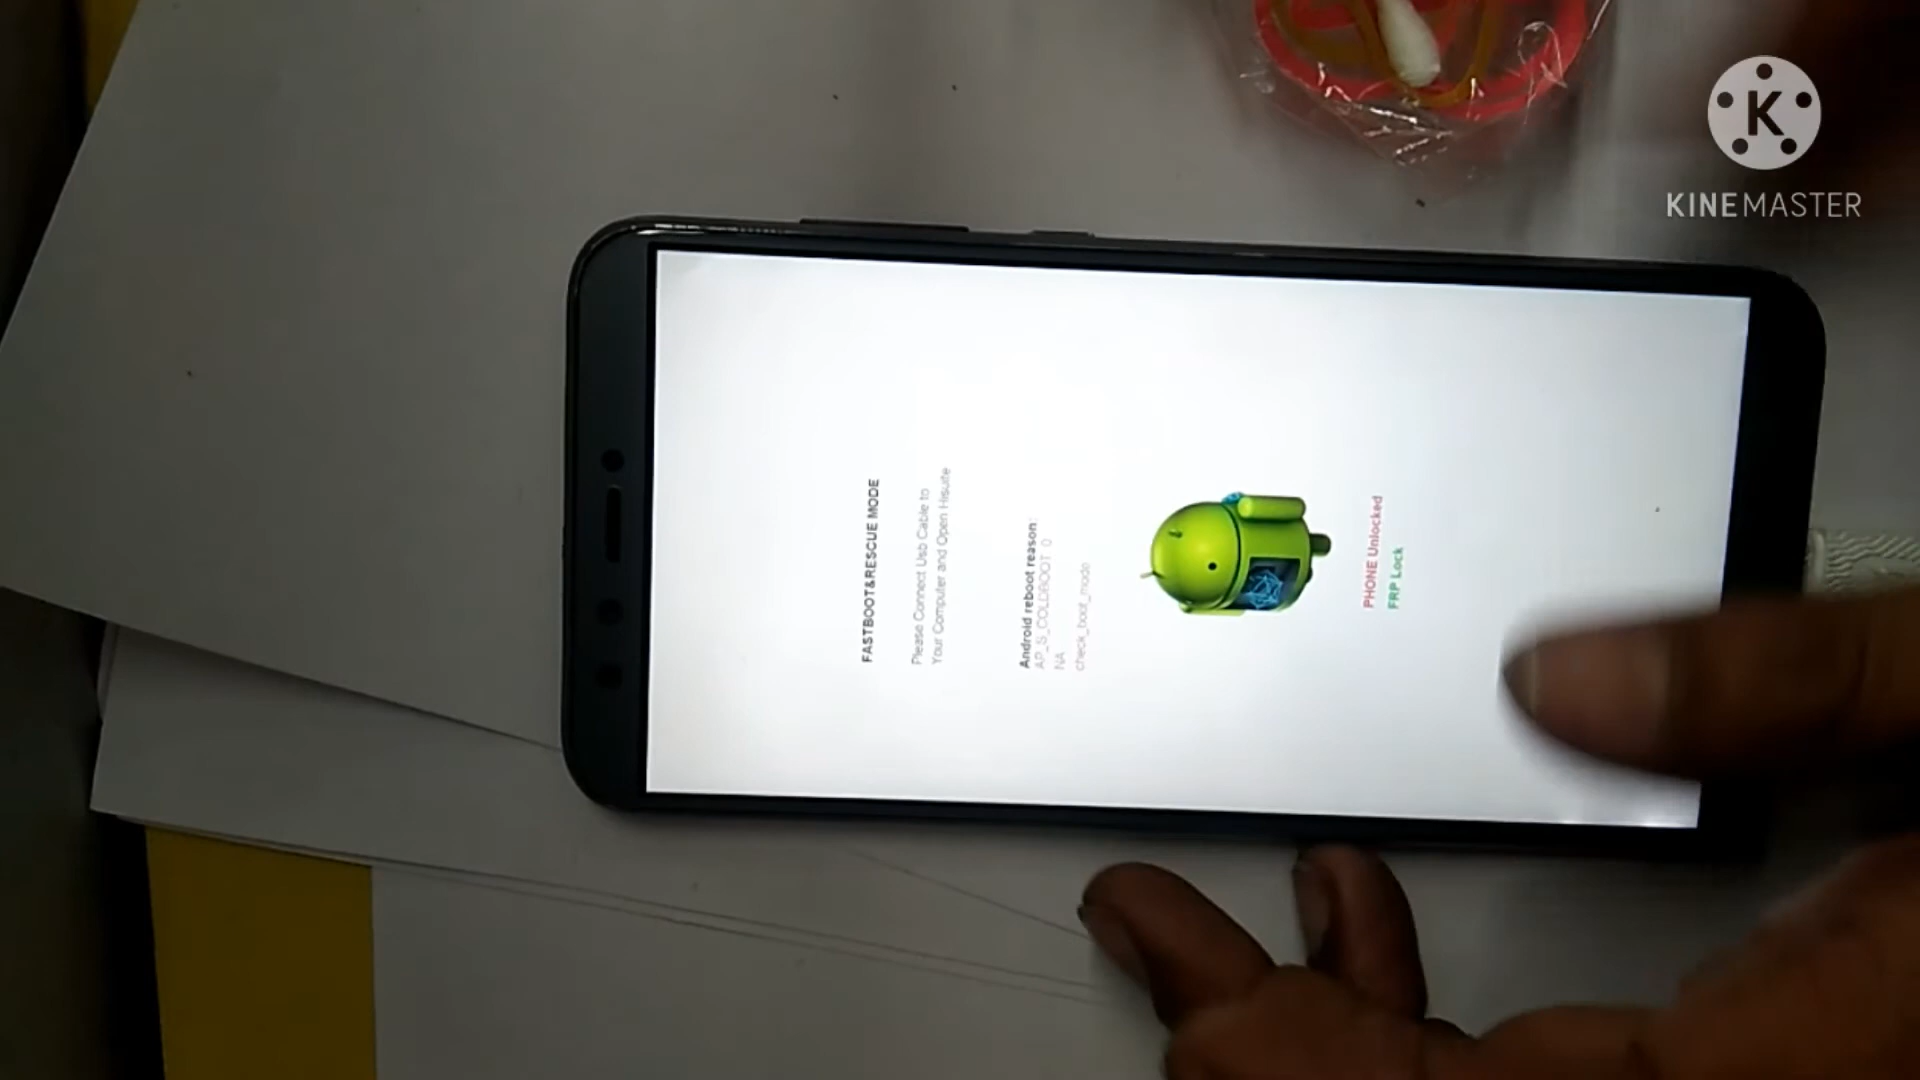 FASTBOOT&RESCUE MODE
Please Connect Usb Cable to
Your Computer and Open Hisuite
Android reboot reason:
AP_S_COLDBOOT 0
NA
check_boot_mode
PHONE Unlocked
FRP Lock
K
KINEMASTER